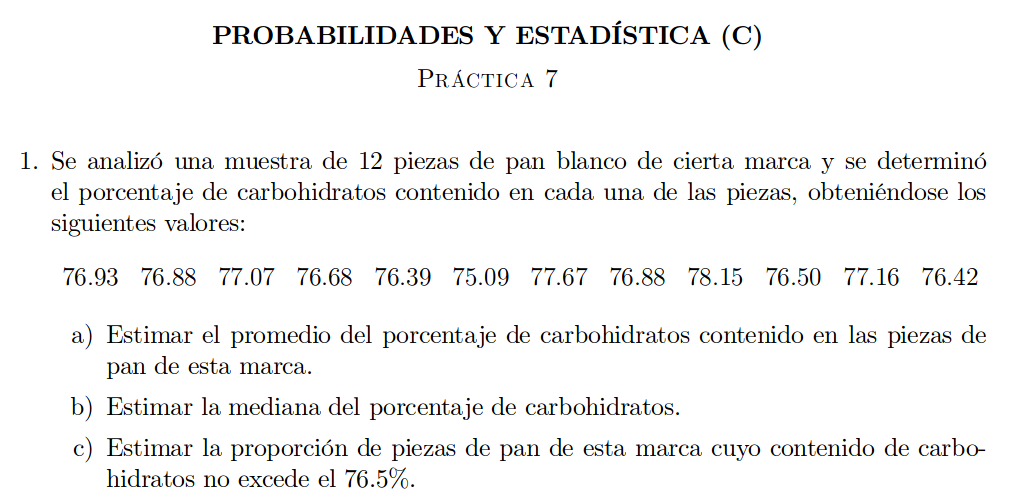 PROBABILIDADES Y ESTADÍSTICA (C)
PRÁCTICA 7
1. Se analizó una muestra de 12 piezas de pan blanco de cierta marca y se determinó
el porcentaje de carbohidratos contenido en cada una de las piezas, obteniéndose los
siguientes valores:
76.93 76.88 77.07 76.68 76.39 75.09 77.67 76.88 78.15 76.50 77.16 76.42
a) Estimar el promedio del porcentaje de carbohidratos contenido en las piezas de
pan de esta marca.
b) Estimar la mediana del porcentaje de carbohidratos.
c) Estimar la proporción de piezas de pan de esta marca cuyo contenido de carbo-
hidratos no excede el 76.5%.